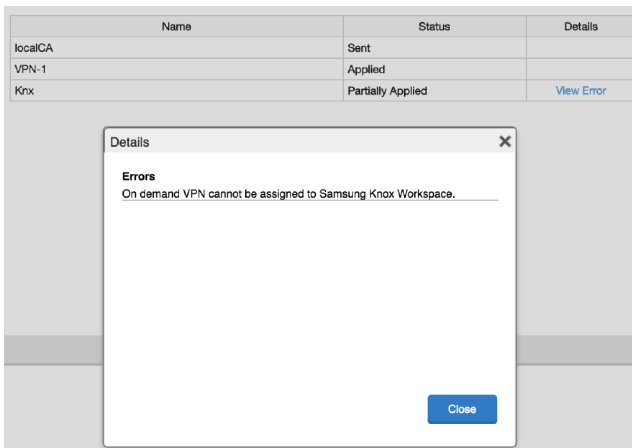 Name Status Details
localCA Sent
VPN-1 Applied
Knx Partially Applied View Error
Details
Errors
On demand VPN cannot be assigned to Samsung Knox Workspace.
Close